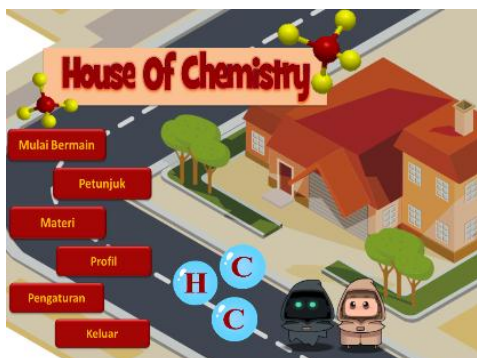 House Of Chemistry
Mulai Bermain
Petunjuk
Materi
Profil
Pengaturan
Keluar
C
H
C